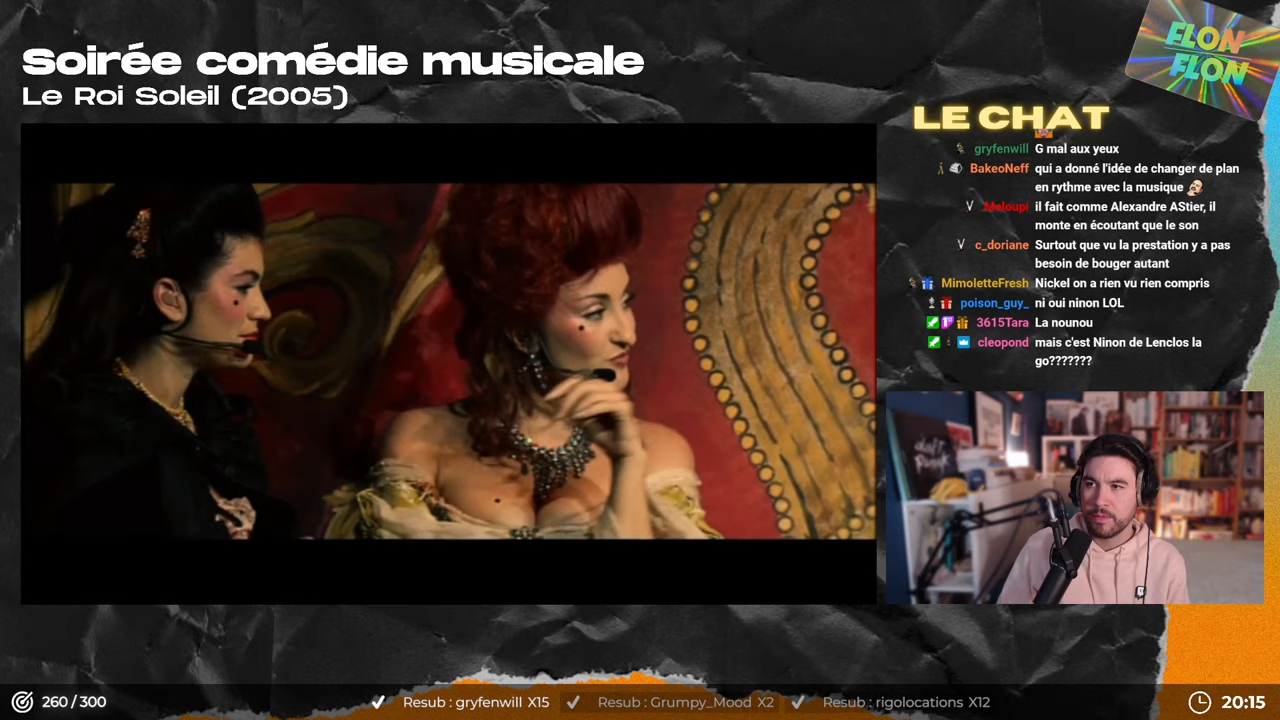 Soirée comédie musicale
Le Roi Soleil (2005)
FLON
FLON
LE CHAT
gryfenwill G mal aux yeux
BakeoNeff qui a donné l'idée de changer de plan
en rythme avec la musique
Meloupi il fait comme Alexandre AStier, il
monte en écoutant que le son
c_doriane Surtout que vu la prestation y a pas
besoin de bouger autant
MimoletteFresh Nickel on a rien vu rien compris
poison_guy_ ni oui ninon LOL
3615Tara La nounou
cleopond mais c'est Ninon de Lenclos la
go???????
daft
punk
260 / 300
Resub : gryfenwill X15
Resub : Grumpy_Mood X2
Resub : rigolocations X12
20:15